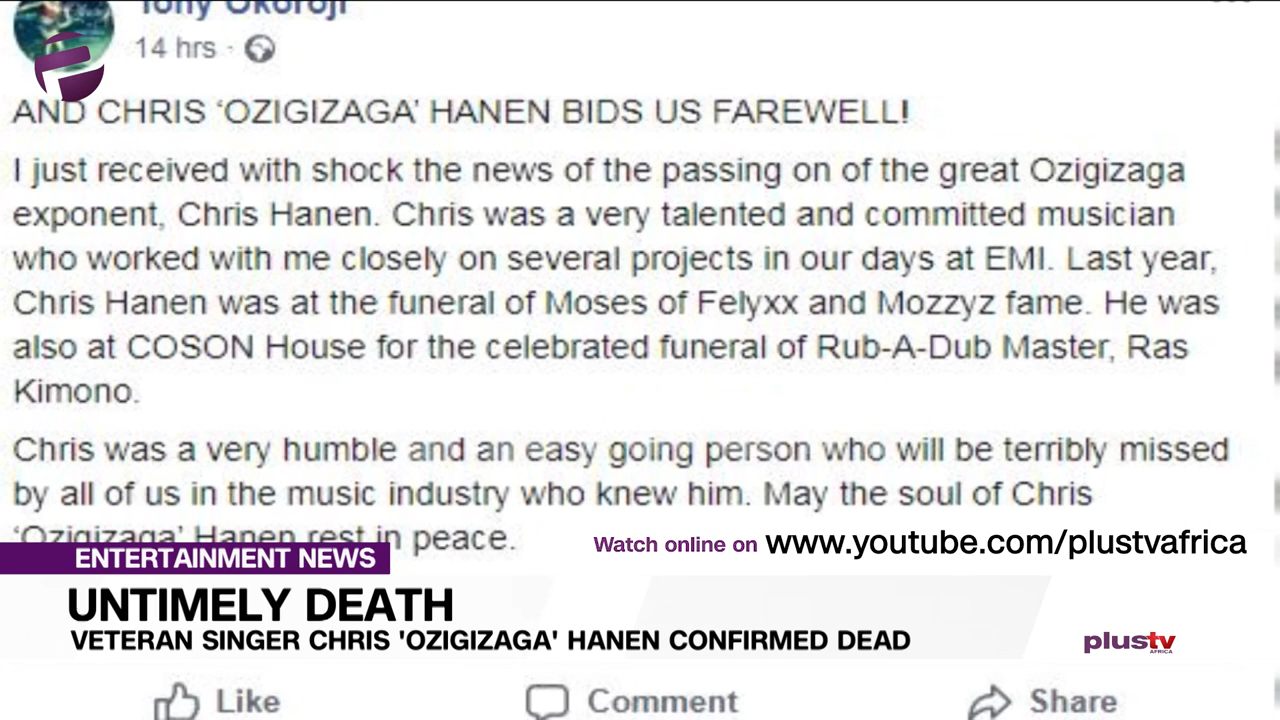 Tony Okoroji
14 hrs ·
AND CHRIS ‘OZIGIZAGA’ HANEN BIDS US FAREWELL!
I just received with shock the news of the passing on of the great Ozigizaga
exponent, Chris Hanen. Chris was a very talented and committed musician
who worked with me closely on several projects in our days at EMI. Last year,
Chris Hanen was at the funeral of Moses of Felyxx and Mozzyz fame. He was
also at COSON House for the celebrated funeral of Rub-A-Dub Master, Ras
Kimono.
Chris was a very humble and an easy going person who will be terribly missed
by all of us in the music industry who knew him. May the soul of Chris
‘Ozigizaga’ Hanen rest in peace.
Watch online on www.youtube.com/plustvafrica
ENTERTAINMENT NEWS
UNTIMELY DEATH
VETERAN SINGER CHRIS 'OZIGIZAGA' HANEN CONFIRMED DEAD
plustv
AFRICA
Like Comment Share